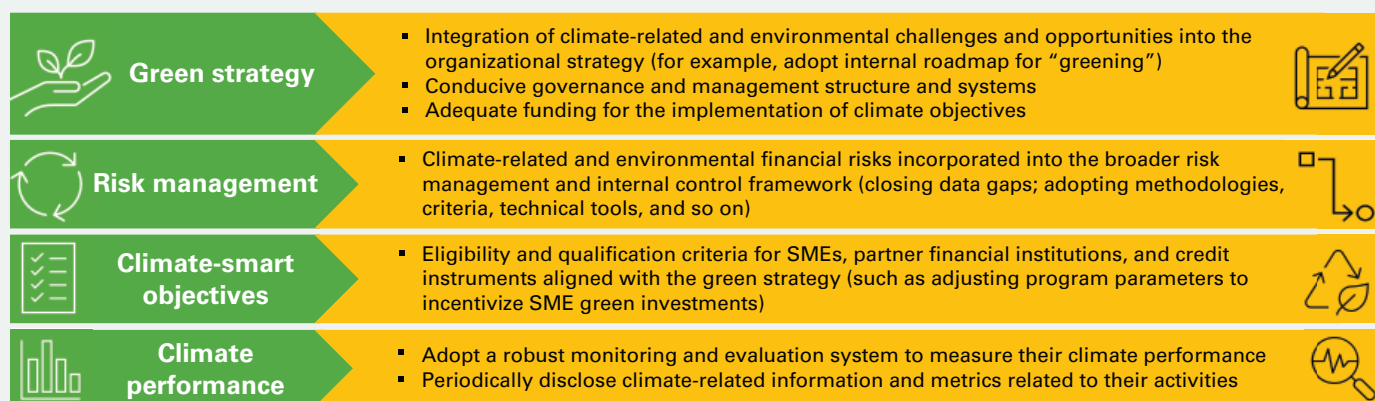 Green strategy
▪ Integration of climate-related and environmental challenges and opportunities into the
organizational strategy (for example, adopt internal roadmap for “greening”)
▪ Conducive governance and management structure and systems
▪ Adequate funding for the implementation of climate objectives
Risk management
▪ Climate-related and environmental financial risks incorporated into the broader risk
management and internal control framework (closing data gaps; adopting methodologies,
criteria, technical tools, and so on)
Climate-smart
objectives
▪ Eligibility and qualification criteria for SMEs, partner financial institutions, and credit
instruments aligned with the green strategy (such as adjusting program parameters to
incentivize SME green investments)
Climate
performance
▪ Adopt a robust monitoring and evaluation system to measure their climate performance
▪ Periodically disclose climate-related information and metrics related to their activities